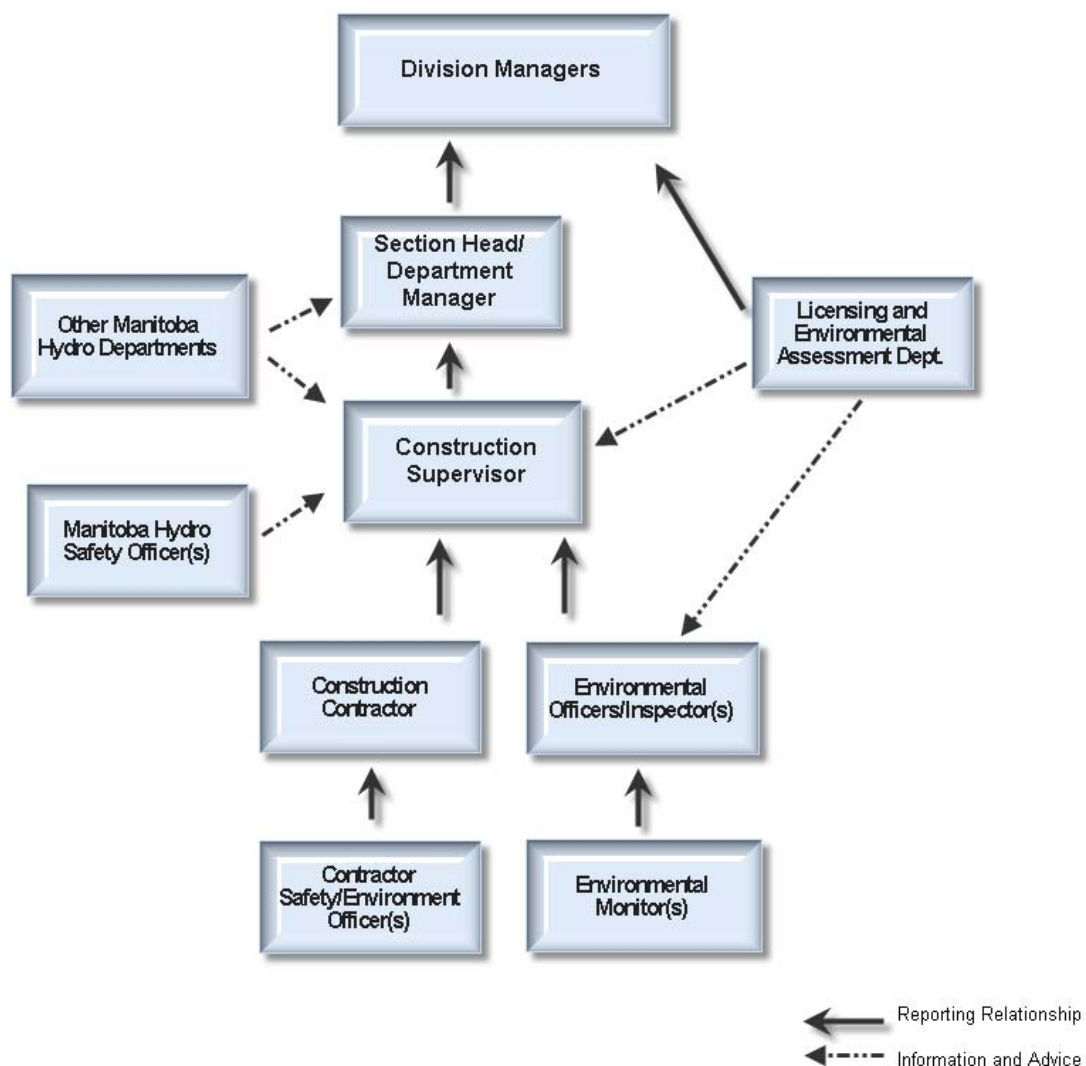 Division Managers
Section Head/
Department
Manager
Other Manitoba
Hydro Departments
Licensing and
Environmental
Assessment Dept.
Construction
Supervisor
Manitoba Hydro
Safety Officer(s)
Construction
Contractor
Environmental
Officers/Inspector(s)
Contractor
Safety/Environment
Officer(s)
Environmental
Monitor(s)
Reporting Relationship
Information and Advice